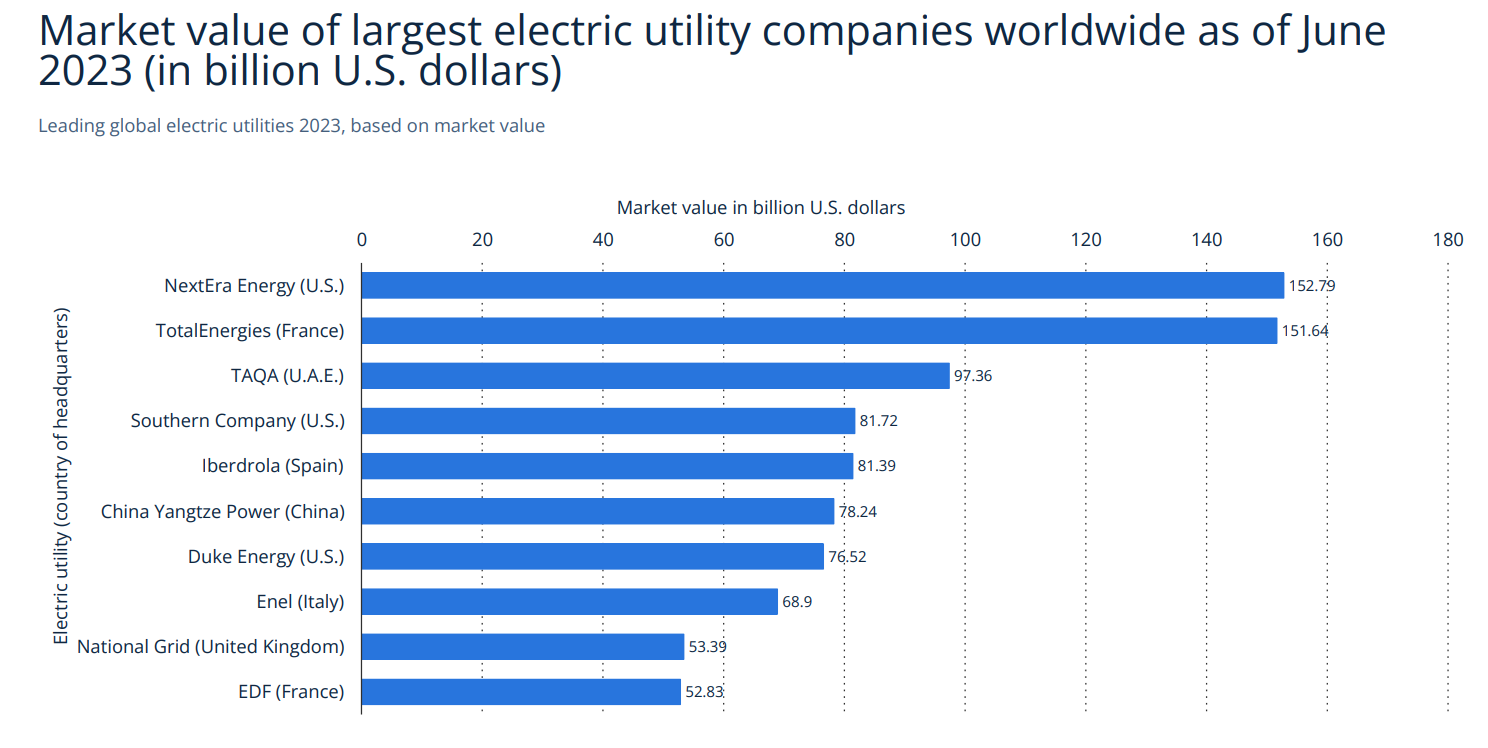 Market value of largest electric utility companies worldwide as of June
2023 (in billion U.S. dollars)
Leading global electric utilities 2023, based on market value
Market value in billion U.S. dollars
0 20 40 60 80 100 120 140 160 180
Electric utility (country of headquarters)
NextEra Energy (U.S.) 152.79
TotalEnergies (France) 151.64
TAQA (U.A.E.) 97.36
Southern Company (U.S.) 81.72
Iberdrola (Spain) 81.39
China Yangtze Power (China) 78.24
Duke Energy (U.S.) 76.52
Enel (Italy) 68.9
National Grid (United Kingdom) 53.39
EDF (France) 52.83